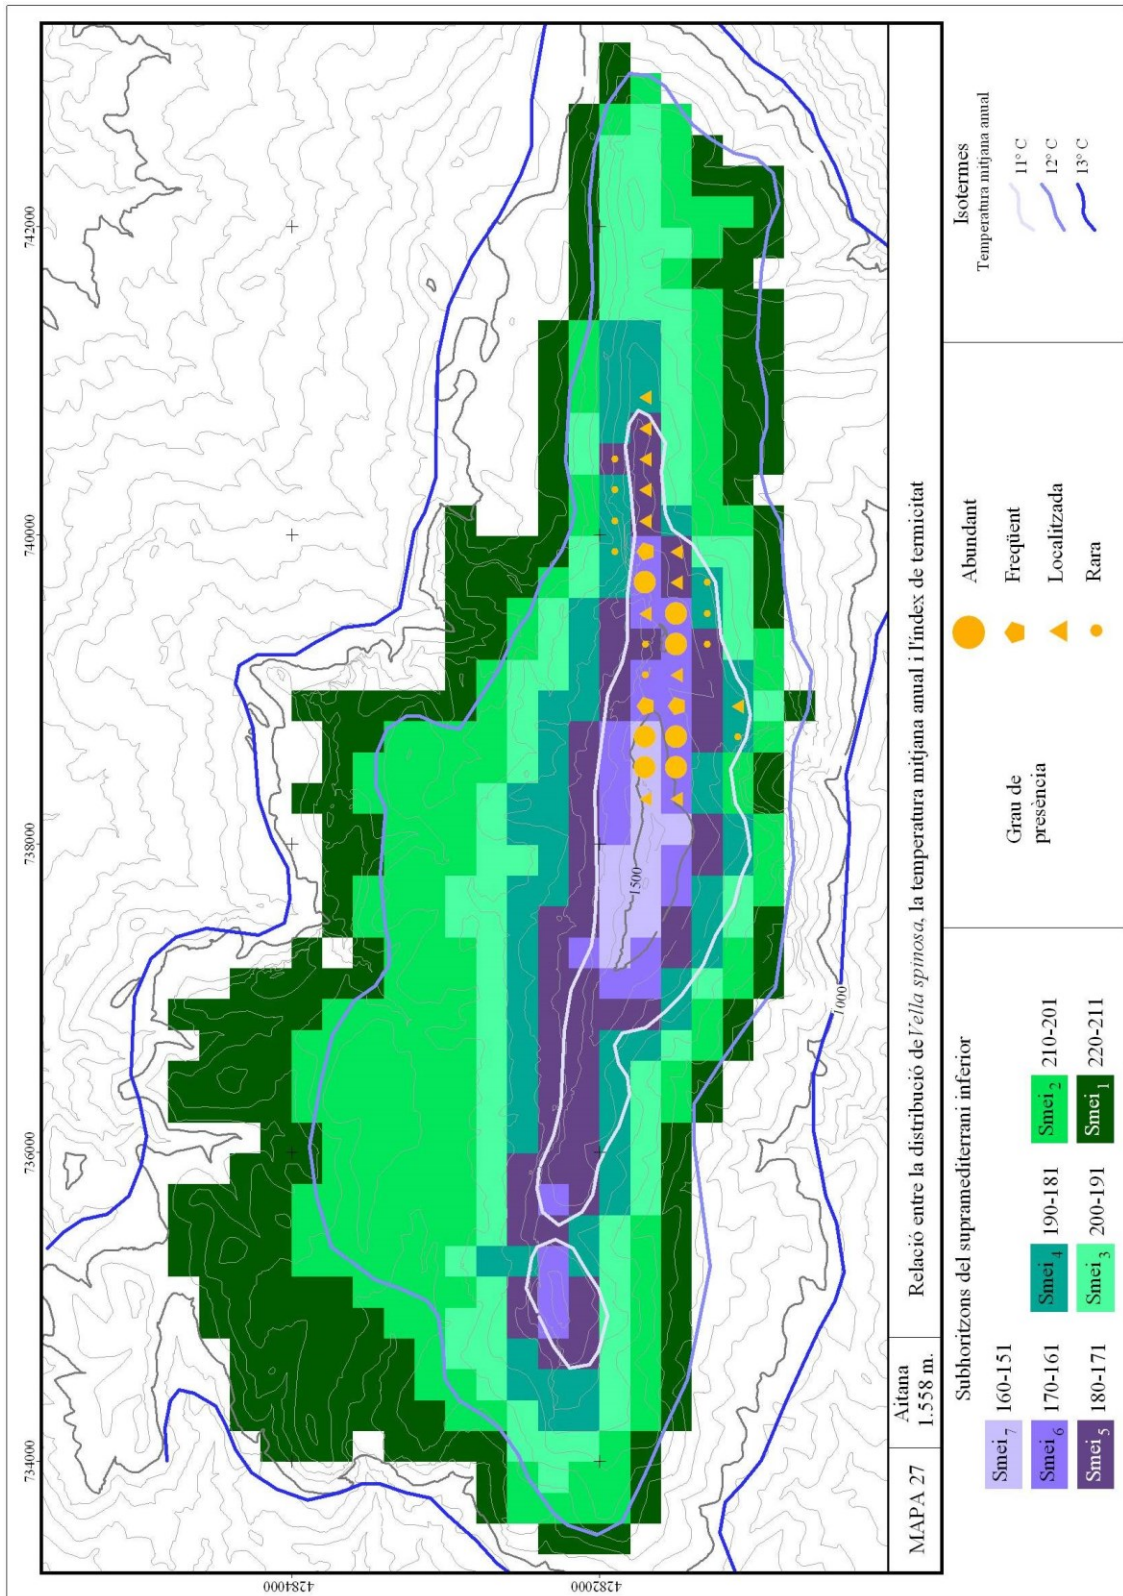 734000
736000
738000
740000
742000
4284000
4282000
1500
1000
MAPA 27
Aitana
1.558 m.
Relació entre la distribució de Vella spinosa, la temperatura mitjana anual i l'índex de termicitat
Subhoritzons del supramediterrani inferior
Smei7 160-151
Smei6 170-161
Smei5 180-171
Smei4 190-181
Smei3 200-191
Smei2 210-201
Smei1 220-211
Grau de
presència
Abundant
Freqüent
Localitzada
Rara
Isotermes
Temperatura mitjana anual
11° C
12° C
13° C